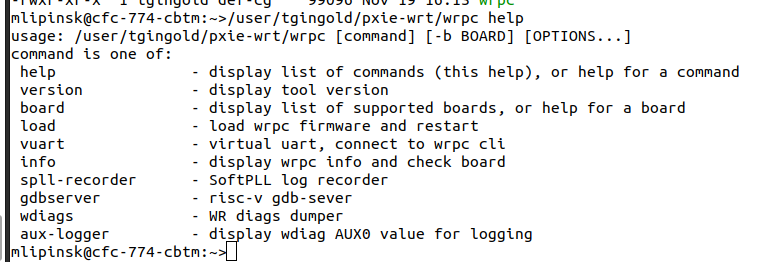 -rwxr-xr-x 1 tgingold def-cg 99096 Nov 19 16:13 wrpc
mlipinsk@cfc-774-cbtm:~>/user/tgingold/pxie-wrt/wrpc help
usage: /user/tgingold/pxie-wrt/wrpc [command] [-b BOARD] [OPTIONS...]
command is one of:
help - display list of commands (this help), or help for a command
version - display tool version
board - display list of supported boards, or help for a board
load - load wrpc firmware and restart
vuart - virtual uart, connect to wrpc cli
info - display wrpc info and check board
spll-recorder - SoftPLL log recorder
gdbserver - risc-v gdb-sever
wdiags - WR diags dumper
aux-logger - display wdiag AUX0 value for logging
mlipinsk@cfc-774-cbtm:~>